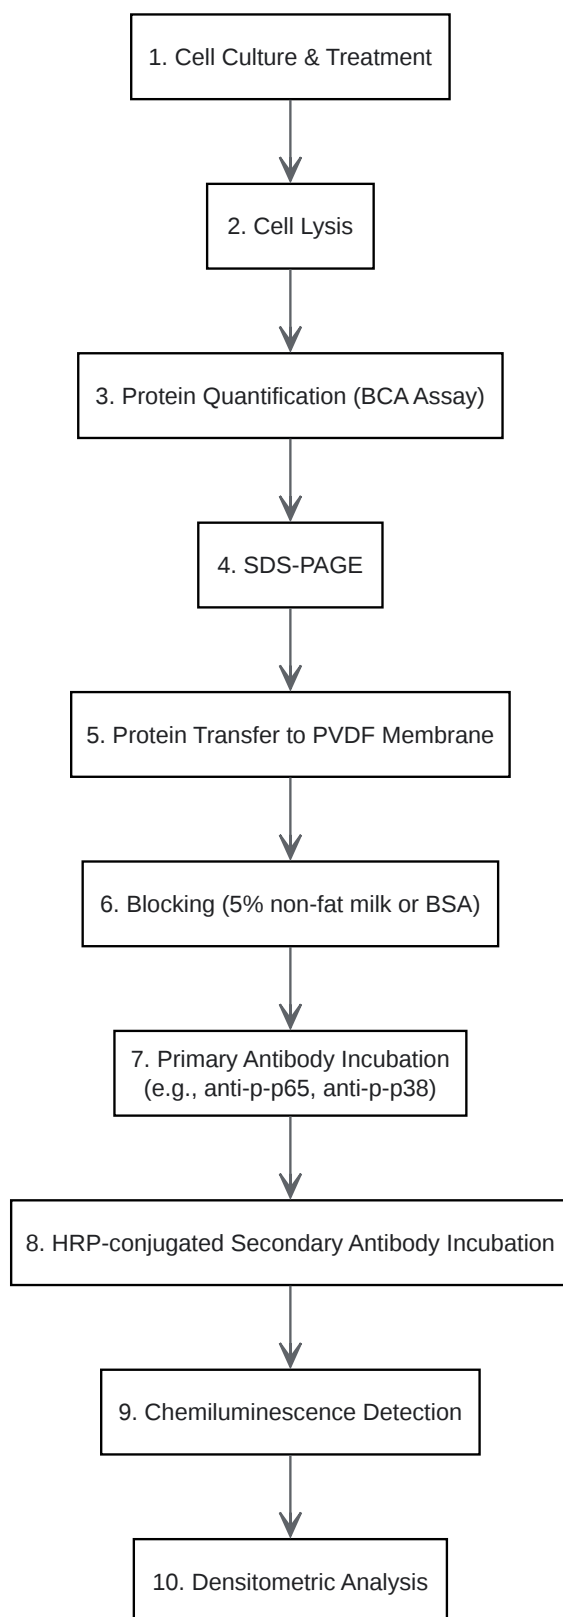 1. Cell Culture & Treatment
2. Cell Lysis
3. Protein Quantification (BCA Assay)
4. SDS-PAGE
5. Protein Transfer to PVDF Membrane
6. Blocking (5% non-fat milk or BSA)
7. Primary Antibody Incubation
(e.g., anti-p-p65, anti-p-p38)
8. HRP-conjugated Secondary Antibody Incubation
9. Chemiluminescence Detection
10. Densitometric Analysis